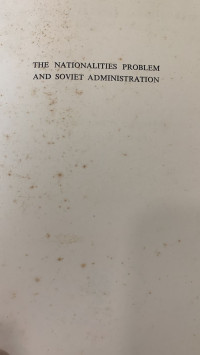 THE NATIONALITIES PROBLEM
AND SOVIET ADMINISTRATION